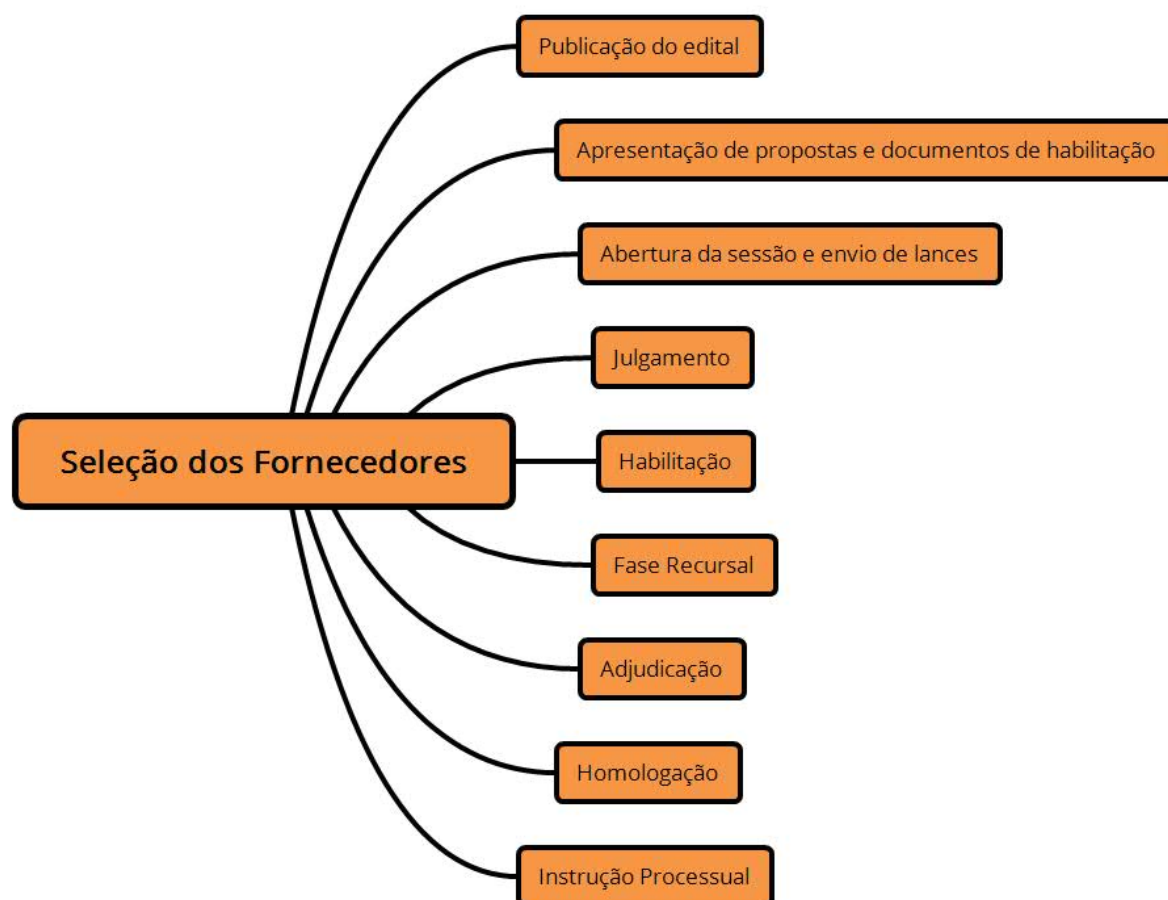 Publicação do edital
Apresentação de propostas e documentos de habilitação
Abertura da sessão e envio de lances
Julgamento
Seleção dos Fornecedores
Habilitação
Fase Recursal
Adjudicação
Homologação
Instrução Processual